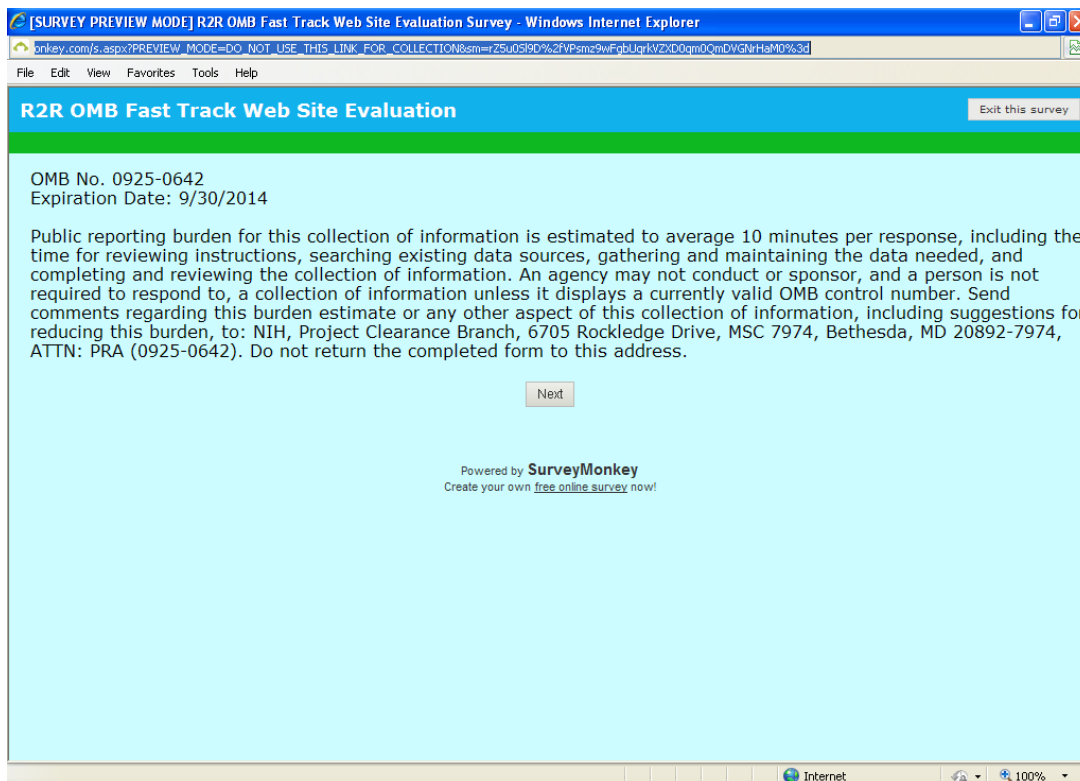 [SURVEY PREVIEW MODE] R2R OMB Fast Track Web Site Evaluation Survey - Windows Internet Explorer
onkey.com/s.aspx?PREVIEW_MODE=DO_NOT_USE_THIS_LINK_FOR_COLLECTION&sm=rZ5u0Sl9D%2fVPsmz9wFgbUqrkVZXD0qm0QmDVGNrHaM0%3d
File Edit View Favorites Tools Help
R2R OMB Fast Track Web Site Evaluation
Exit this survey
OMB No. 0925-0642
Expiration Date: 9/30/2014
Public reporting burden for this collection of information is estimated to average 10 minutes per response, including the
time for reviewing instructions, searching existing data sources, gathering and maintaining the data needed, and
completing and reviewing the collection of information. An agency may not conduct or sponsor, and a person is not
required to respond to, a collection of information unless it displays a currently valid OMB control number. Send
comments regarding this burden estimate or any other aspect of this collection of information, including suggestions for
reducing this burden, to: NIH, Project Clearance Branch, 6705 Rockledge Drive, MSC 7974, Bethesda, MD 20892-7974,
ATTN: PRA (0925-0642). Do not return the completed form to this address.
Next
Powered by SurveyMonkey
Create your own free online survey now!
Internet
100%